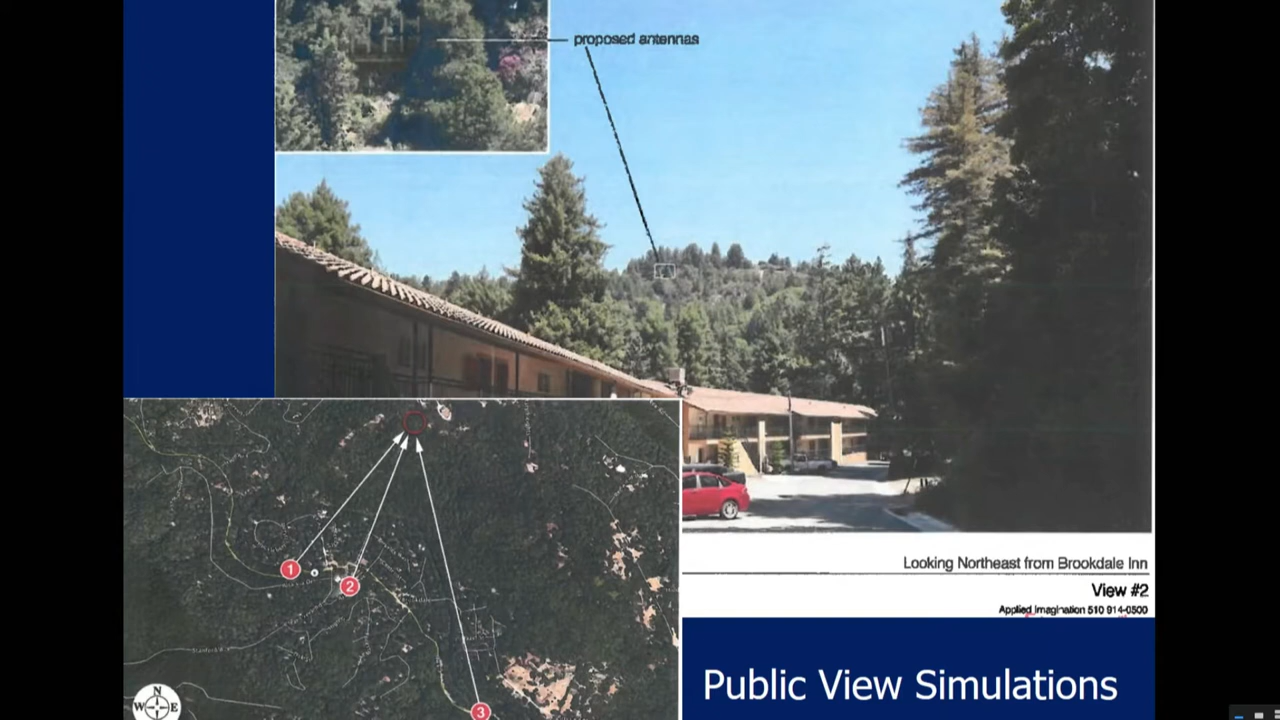 proposed antennas
Looking Northeast from Brookdale Inn
View #2
Applied Imagination 510 914-0500
1
2
3
N
W E
Public View Simulations